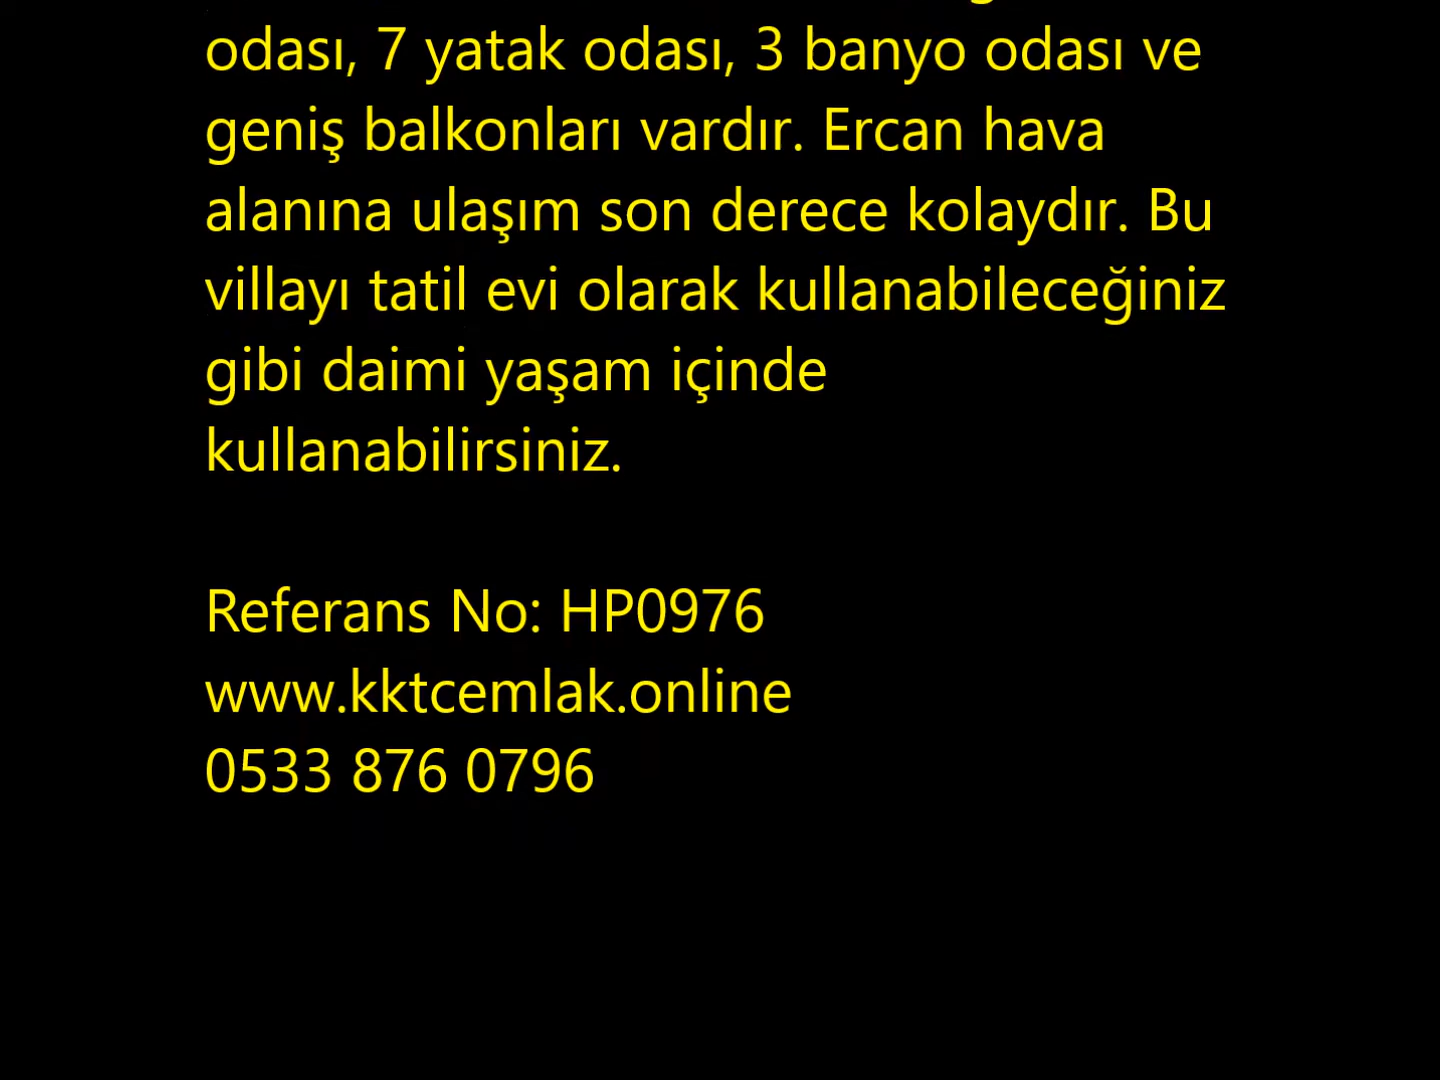 odası, 7 yatak odası, 3 banyo odası ve
geniş balkonları vardır. Ercan hava
alanına ulaşım son derece kolaydır. Bu
villayı tatil evi olarak kullanabileceğiniz
gibi daimi yaşam içinde
kullanabilirsiniz.
Referans No: HP0976
www.kktcemlak.online
0533 876 0796